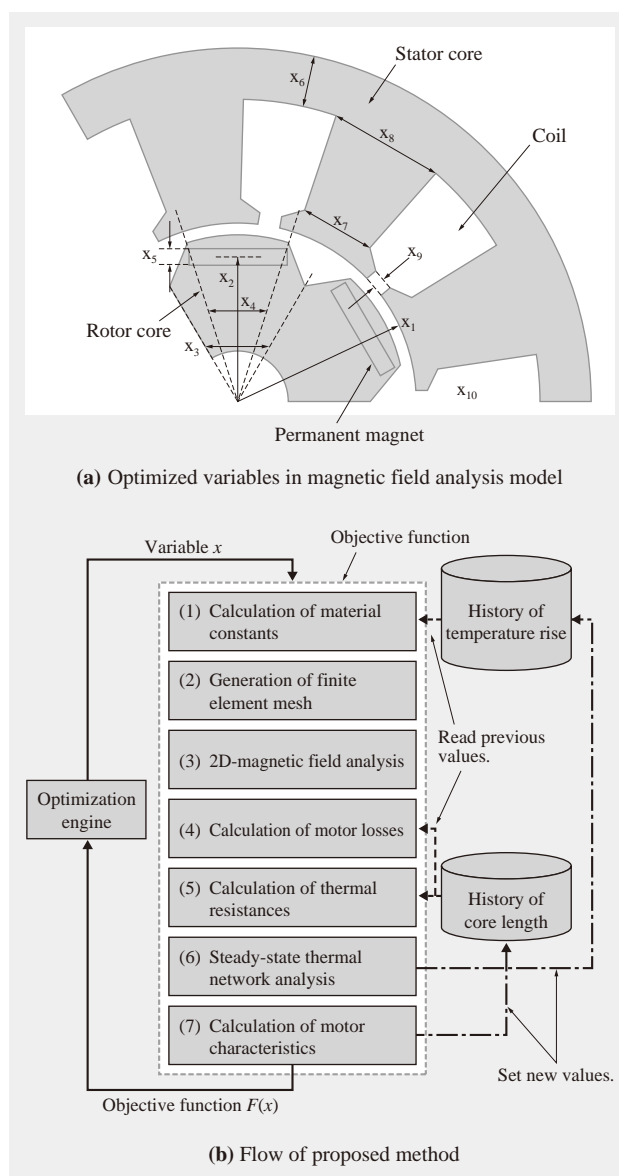 Stator core
x6
x8
Coil
x7
x5
x9
x2
x4
Rotor core
x1
x3
x10
Permanent magnet
(a) Optimized variables in magnetic field analysis model
Objective function
Variable x
(1) Calculation of material
constants
History of
temperature rise
(2) Generation of finite
element mesh
Read previous
values.
(3) 2D-magnetic field analysis
Optimization
engine
(4) Calculation of motor losses
(5) Calculation of thermal
resistances
History of
core length
(6) Steady-state thermal
network analysis
(7) Calculation of motor
characteristics
Set new values.
Objective function F(x)
(b) Flow of proposed method